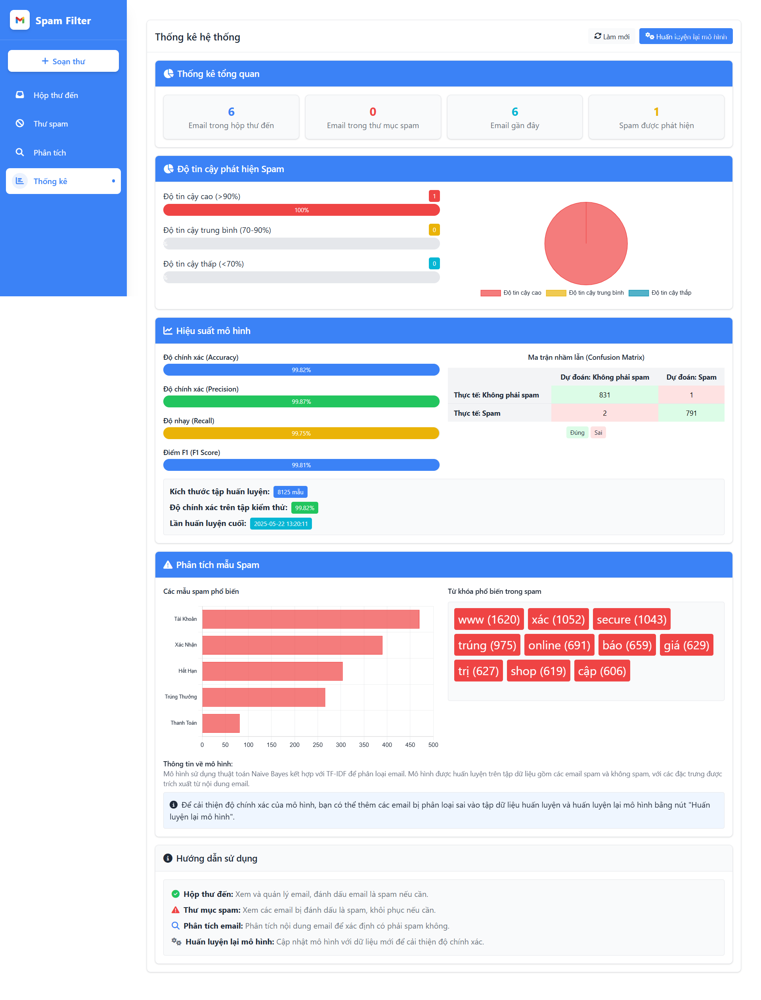 Spam Filter
Soạn thư
Hộp thư đến
Thư spam
Phân tích
Thống kê
Thống kê hệ thống
Làm mới
Huấn luyện lại mô hình
Thống kê tổng quan
6
Email trong hộp thư đến
0
Email trong thư mục spam
6
Email gần đây
1
Spam được phát hiện
Độ tin cậy phát hiện Spam
Độ tin cậy cao (>90%)
1
100%
Độ tin cậy trung bình (70-90%)
0
%
Độ tin cậy thấp (<70%)
0
%
Độ tin cậy cao
Độ tin cậy trung bình
Độ tin cậy thấp
Hiệu suất mô hình
Độ chính xác (Accuracy)
99.82%
Độ chính xác (Precision)
99.87%
Độ nhạy (Recall)
99.75%
Điểm F1 (F1 Score)
99.81%
Ma trận nhầm lẫn (Confusion Matrix)
Dự đoán: Không phải spam Dự đoán: Spam
Thực tế: Không phải spam 831 1
Thực tế: Spam 2 791
Đúng Sai
Kích thước tập huấn luyện: 8125 mẫu
Độ chính xác trên tập kiểm thử: 99.82%
Lần huấn luyện cuối: 2025-05-22 13:20:11
Phân tích mẫu Spam
Các mẫu spam phổ biến
Tài Khoản
Xác Nhận
Hết Hạn
Trúng Thưởng
Thanh Toán
0 50 100 150 200 250 300 350 400 450 500
Từ khóa phổ biến trong spam
www (1620) xác (1052) secure (1043)
trúng (975) online (691) báo (659) giá (629)
trị (627) shop (619) cập (606)
Thông tin về mô hình:
Mô hình sử dụng thuật toán Naive Bayes kết hợp với TF-IDF để phân loại email. Mô hình được huấn luyện trên tập dữ liệu gồm các email spam và không spam, với các đặc trưng được
trích xuất từ nội dung email.
Để cải thiện độ chính xác của mô hình, bạn có thể thêm các email bị phân loại sai vào tập dữ liệu huấn luyện và huấn luyện lại mô hình bằng nút "Huấn
luyện lại mô hình".
Hướng dẫn sử dụng
Hộp thư đến: Xem và quản lý email, đánh dấu email là spam nếu cần.
Thư mục spam: Xem các email bị đánh dấu là spam, khôi phục nếu cần.
Phân tích email: Phân tích nội dung email để xác định có phải spam không.
Huấn luyện lại mô hình: Cập nhật mô hình với dữ liệu mới để cải thiện độ chính xác.